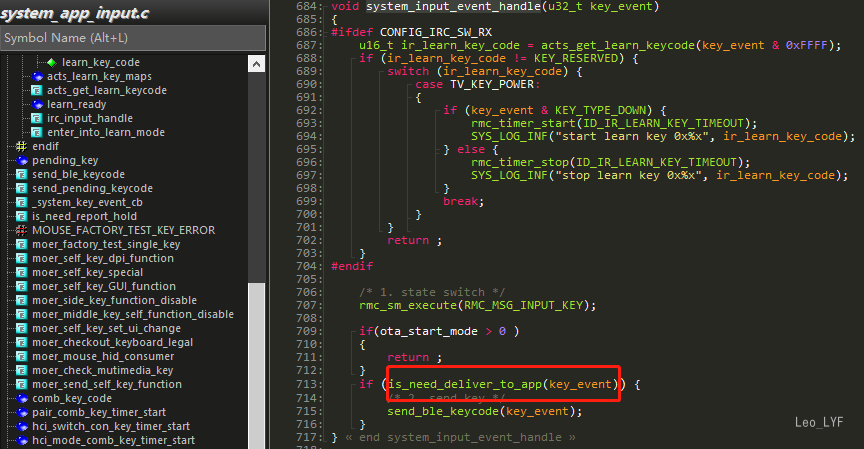 system_app_input.c
Symbol Name (Alt+L)
learn_key_code
acts_learn_key_maps
acts_get_learn_keycode
learn_ready
irc_input_handle
enter_into_learn_mode
endif
pending_key
send_ble_keycode
send_pending_keycode
_system_key_event_cb
is_need_report_hold
MOUSE_FACTORY_TEST_KEY_ERROR
moer_factory_test_single_key
moer_self_key_dpi_function
moer_self_key_special
moer_self_key_GUI_function
moer_side_key_function_disable
moer_middle_key_self_function_disable
moer_self_key_set_ui_change
moer_checkout_keyboard_legal
moer_mouse_hid_consumer
moer_check_mutimedia_key
moer_send_self_key_function
comb_key_code
pair_comb_key_timer_start
hci_switch_con_key_timer_start
hci_mode_comb_key_timer_start
684: void system_input_event_handle(u32_t key_event)
685: {
686: #ifdef CONFIG_IRC_SW_RX
687: u16_t ir_learn_key_code = acts_get_learn_keycode(key_event & 0xFFFF);
688: if (ir_learn_key_code != KEY_RESERVED) {
689: switch (ir_learn_key_code) {
690: case TV_KEY_POWER:
691: {
692: if (key_event & KEY_TYPE_DOWN) {
693: rmc_timer_start(ID_IR_LEARN_KEY_TIMEOUT);
694: SYS_LOG_INF("start learn key 0x%x", ir_learn_key_code);
695: } else {
696: rmc_timer_stop(ID_IR_LEARN_KEY_TIMEOUT);
697: SYS_LOG_INF("stop learn key 0x%x", ir_learn_key_code);
698: }
699: break;
700: }
701: }
702: return ;
703: }
704: #endif
705:
706: /* 1. state switch */
707: rmc_sm_execute(RMC_MSG_INPUT_KEY);
708:
709: if(ota_start_mode > 0 )
710: {
711: return ;
712: }
713: if (is_need_deliver_to_app(key_event)) {
714: /* 2. send key */
715: send_ble_keycode(key_event);
716: }
717: } « end system_input_event_handle »
Leo_LYF